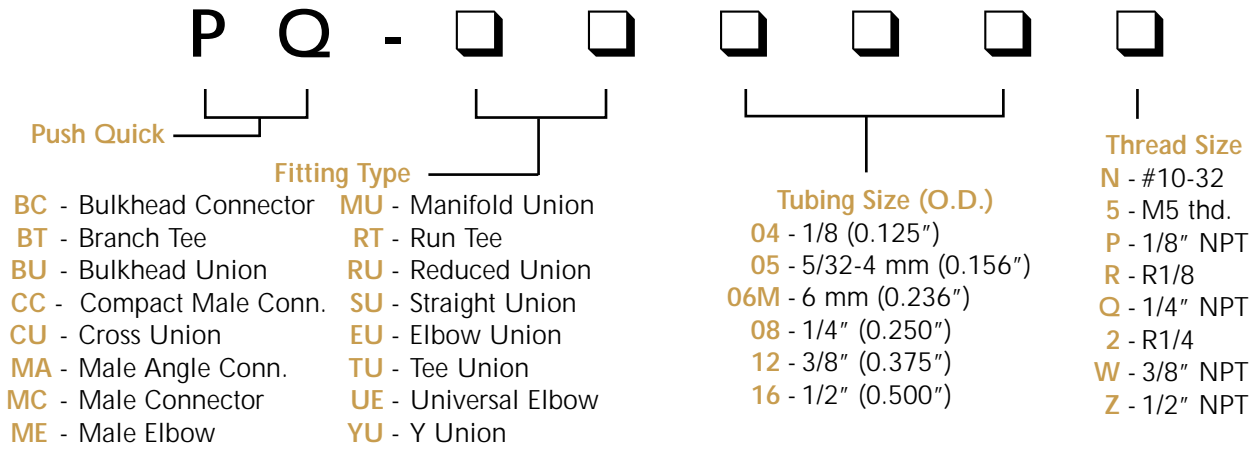 P Q -
Push Quick
Fitting Type
BC - Bulkhead Connector
BT - Branch Tee
BU - Bulkhead Union
CC - Compact Male Conn.
CU - Cross Union
MA - Male Angle Conn.
MC - Male Connector
ME - Male Elbow
MU - Manifold Union
RT - Run Tee
RU - Reduced Union
SU - Straight Union
EU - Elbow Union
TU - Tee Union
UE - Universal Elbow
YU - Y Union
Tubing Size (O.D.)
04 - 1/8 (0.125″)
05 - 5/32-4 mm (0.156″)
06M - 6 mm (0.236″)
08 - 1/4″ (0.250″)
12 - 3/8″ (0.375″)
16 - 1/2″ (0.500″)
Thread Size
N - #10-32
5 - M5 thd.
P - 1/8″ NPT
R - R1/8
Q - 1/4″ NPT
2 - R1/4
W - 3/8″ NPT
Z - 1/2″ NPT